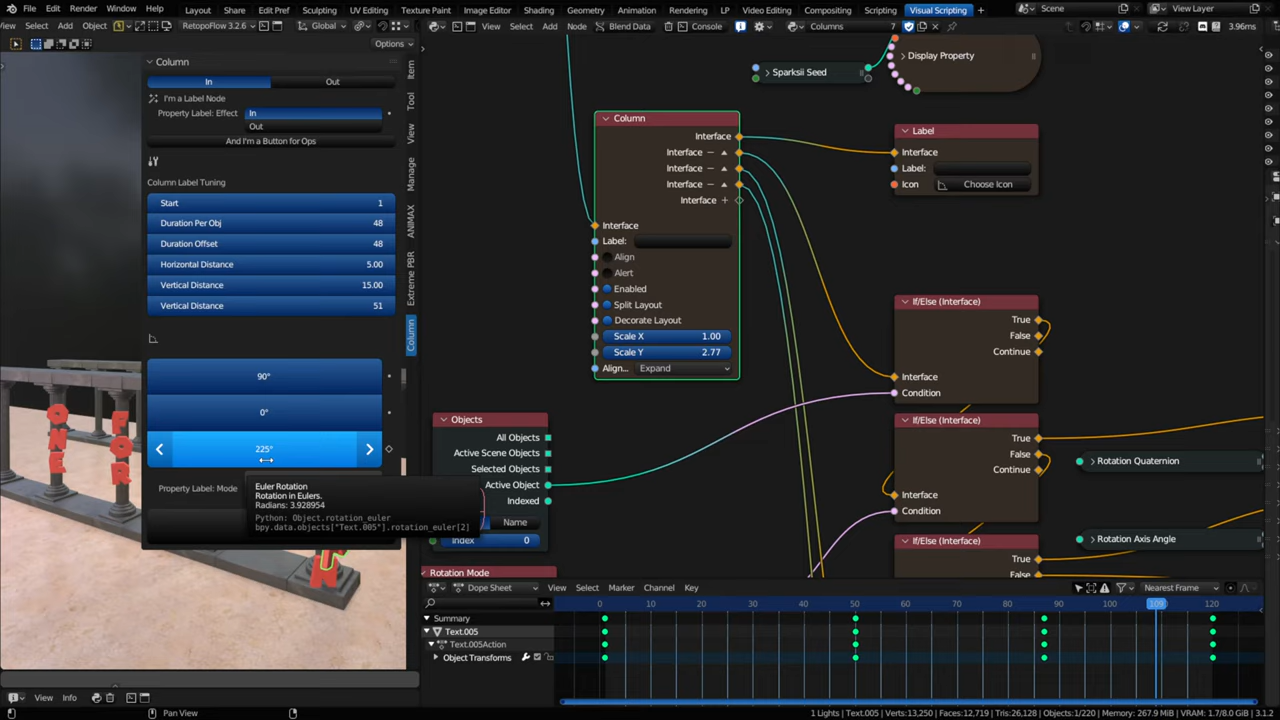 File Edit Render Window Help Layout Sketch Set Edit / Export Sculpting UV Editing Texture Paint Image Editor Shading Geometry Animation Rendering Compositing Video Editing Scripting Visual Scripting Scene View Layer
Add Object RetopoFlow 3.2.6 Global View Select Add Node Blender Data Console Columns 7 3.96ms
Options
Column
In Out
I'm a Label Node
Property Label: Effect In
Out
And I'm a Button for Ops
Column Label Tuning
Start 1
Duration Per Obj 48
Duration Offset 48
Horizontal Distance 5.00
Vertical Distance 15.00
Vertical Distance 51
90°
0°
225°
Property Label: Mode
Euler Rotation
Rotation in Eulers.
Radians: 3.928954
Python: Object.rotation_euler
bpy.data.objects["Text.005"].rotation_euler[2]
Item
Tool
View
Manage
ANIMAX
Extreme PBR
Column
ONE
FOR
Sparksii Seed
Display Property
Column
Interface
Interface
Interface
Interface
Interface
Interface
Label:
Align
Alert
Enabled
Split Layout
Decorate Layout
Scale X 1.00
Scale Y 2.77
Align... Expand
Label
Interface
Label:
Icon Choose Icon
If/Else (Interface)
True
False
Continue
Interface
Condition
If/Else (Interface)
True
False
Continue
Interface
Condition
If/Else (Interface)
True
False
Rotation Quaternion
Rotation Axis Angle
Objects
All Objects
Active Scene Objects
Selected Objects
Active Object
Indexed
Name
Index 0
Rotation Mode
Dope Sheet View Select Marker Channel Key Nearest Frame
0 10 20 30 40 50 60 70 80 90 100 109 120
Summary
Text.005
Text.005Action
Object Transforms
View Info
Pan View
1 Lights | Text.005 | Verts:13,250 | Faces:12,719 | Tris:26,128 | Objects:1/220 | Memory: 267.9 MiB | VRAM: 1.7/8.0 GiB | 3.1.2